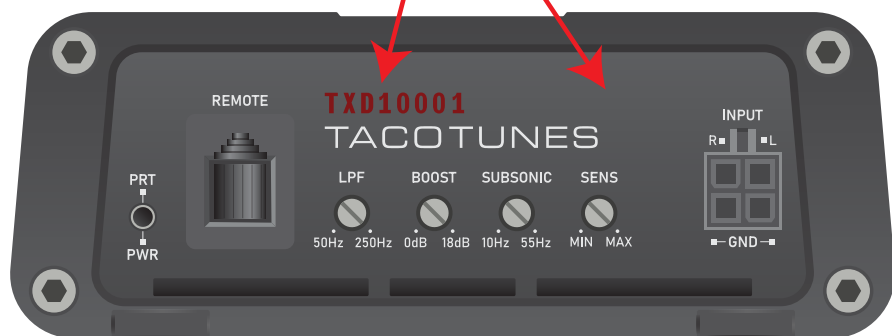 TXD10001
TACOTUNES
REMOTE
PRT
PWR
LPF
50Hz 250Hz
BOOST
0dB 18dB
SUBSONIC
10Hz 55Hz
SENS
MIN MAX
INPUT
R L
GND